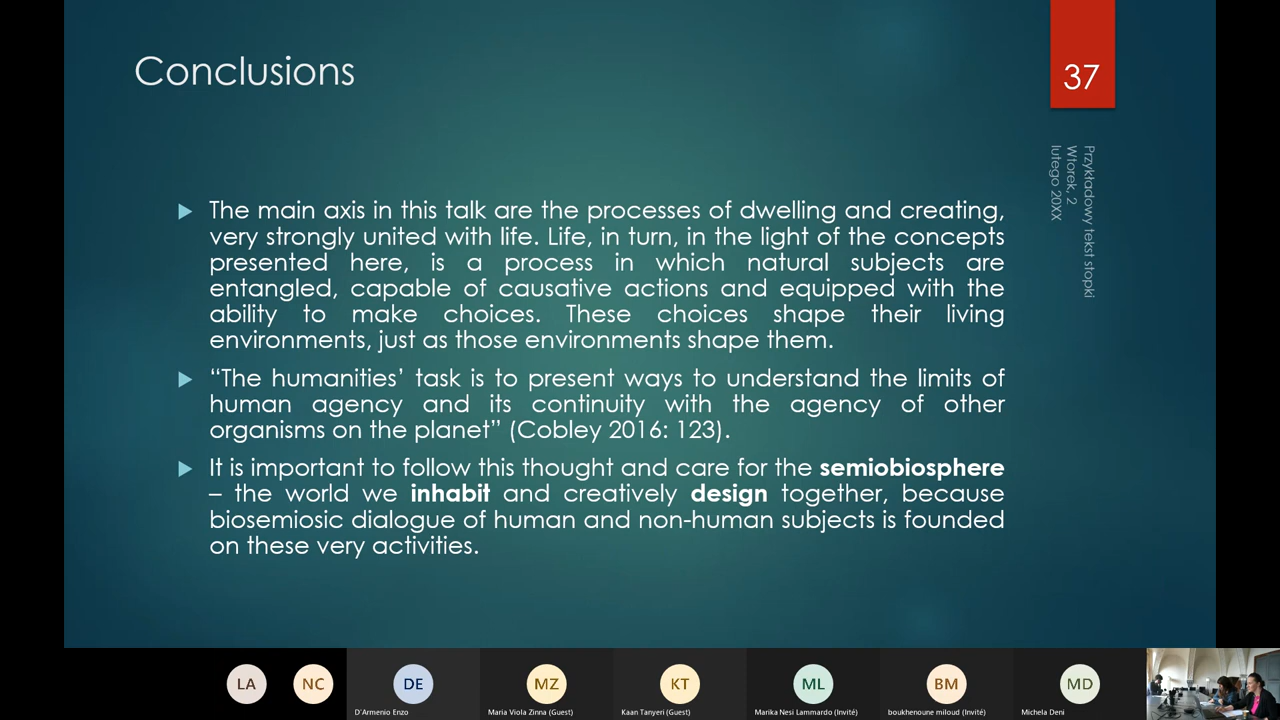 Conclusions
37
Przykładowy tekst stopki
Wtorek, 2
lutego 20XX
The main axis in this talk are the processes of dwelling and creating,
very strongly united with life. Life, in turn, in the light of the concepts
presented here, is a process in which natural subjects are
entangled, capable of causative actions and equipped with the
ability to make choices. These choices shape their living
environments, just as those environments shape them.
“The humanities’ task is to present ways to understand the limits of
human agency and its continuity with the agency of other
organisms on the planet” (Cobley 2016: 123).
It is important to follow this thought and care for the semiobiosphere
– the world we inhabit and creatively design together, because
biosemiosic dialogue of human and non-human subjects is founded
on these very activities.
LA
NC
DE
MZ
KT
ML
BM
MD
D'Armenio Enzo
Maria Viola Zinna (Guest)
Kaan Tanyeri (Guest)
Marika Nesi Lammardo (Invité)
boukhenoune miloud (Invité)
Michela Deni